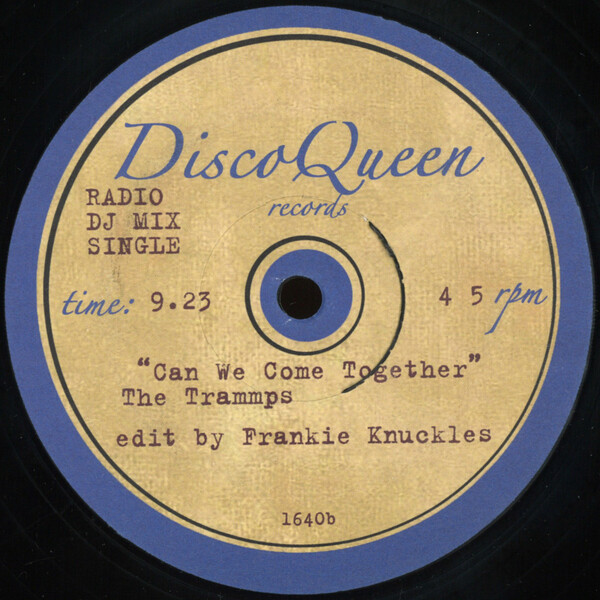 DiscoQueen
records
RADIO
DJ MIX
SINGLE
time: 9.23
4 5 rpm
"Can We Come Together"
The Trammps
edit by Frankie Knuckles
1640b